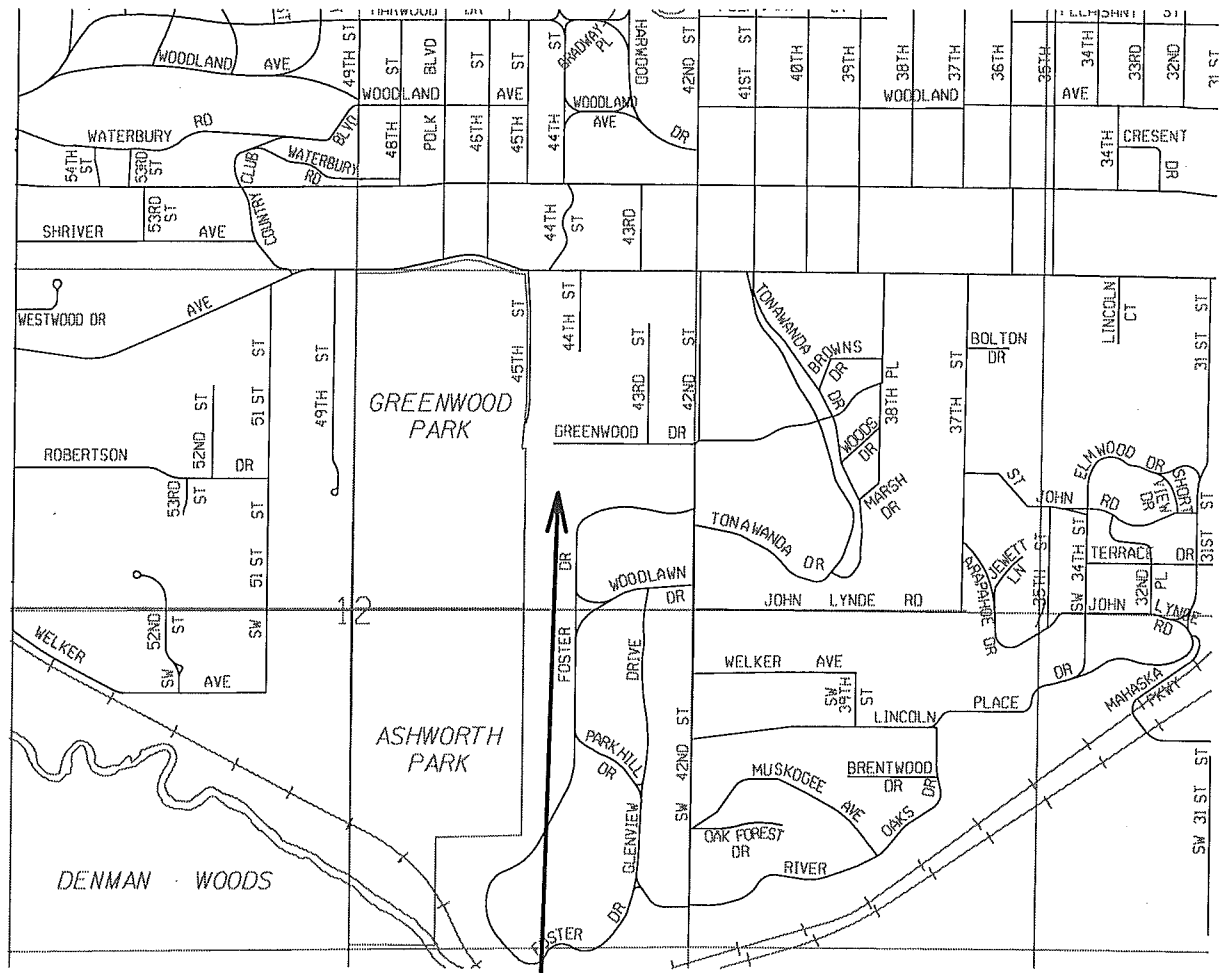 HARWOOD DR
PLEASANT ST
WOODLAND AVE
49TH ST
48TH ST
POLK BLVD
46TH ST
45TH ST
44TH ST
BRADWAY PL
HARWOOD DR
42ND ST
41ST ST
40TH
39TH
38TH
37TH
36TH
35TH
34TH
33RD
32ND
31 ST
WOODLAND AVE
WOODLAND AVE
WOODLAND AVE
WATERBURY RD
54TH ST
53RD ST
COUNTRY CLUB BLVD
WATERBURY RD
34TH
CRESENT DR
SHRIVER AVE
53RD ST
44TH ST
43RD
WESTWOOD DR
AVE
51 ST ST
49TH ST
45TH ST
44TH ST
43RD ST
42ND ST
TONAWANDA DR
BROWNS DR
38TH PL
37TH ST
BOLTON DR
LINCOLN CT
31 ST ST
GREENWOOD
PARK
GREENWOOD DR
WOODS DR
MARSH DR
ROBERTSON DR
52ND ST
53RD ST
ELMWOOD DR
VIEW DR
SHORT
ST
JOHN RD
TONAWANDA DR
SW 51 ST ST
52ND ST
SW
FOSTER DR
WOODLAWN DR
JOHN LYNDE RD
ARAPAHOE DR
JEWETT LN
35TH ST
SW 34TH ST
TERRACE DR
32ND PL
31ST ST
JOHN LYNDE RD
12
WELKER AVE
WELKER AVE
SW 39TH ST
LINCOLN PLACE DR
MAHASKA PKWY
ASHWORTH
PARK
PARK HILL DR
GLENVIEW DRIVE
SW 42ND ST
MUSKOGEE AVE
BRENTWOOD DR
OAK FOREST DR
RIVER OAKS DR
SW 31 ST ST
DENMAN WOODS
FOSTER DR